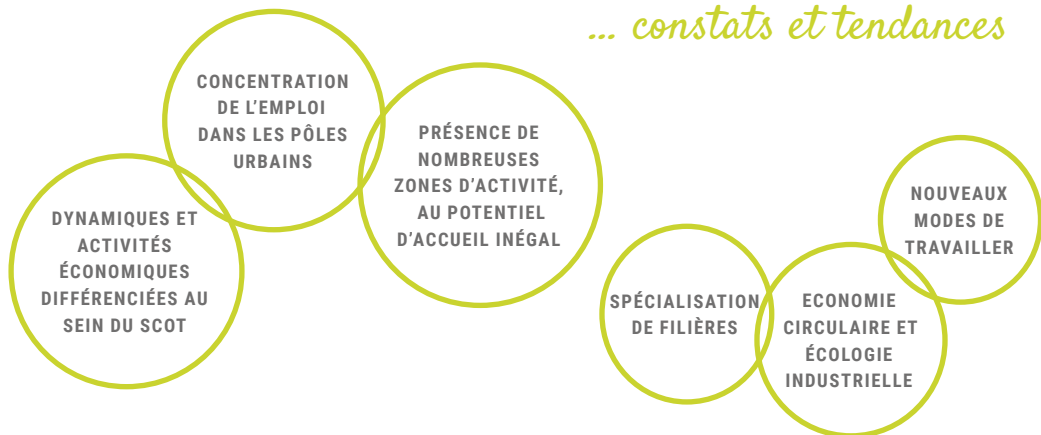 ... constats et tendances
CONCENTRATION
DE L'EMPLOI
DANS LES PÔLES
URBAINS
PRÉSENCE DE
NOMBREUSES
ZONES D'ACTIVITÉ,
AU POTENTIEL
D'ACCUEIL INÉGAL
DYNAMIQUES ET
ACTIVITÉS
ÉCONOMIQUES
DIFFÉRENCIÉES AU
SEIN DU SCOT
SPÉCIALISATION
DE FILIÈRES
ECONOMIE
CIRCULAIRE ET
ÉCOLOGIE
INDUSTRIELLE
NOUVEAUX
MODES DE
TRAVAILLER